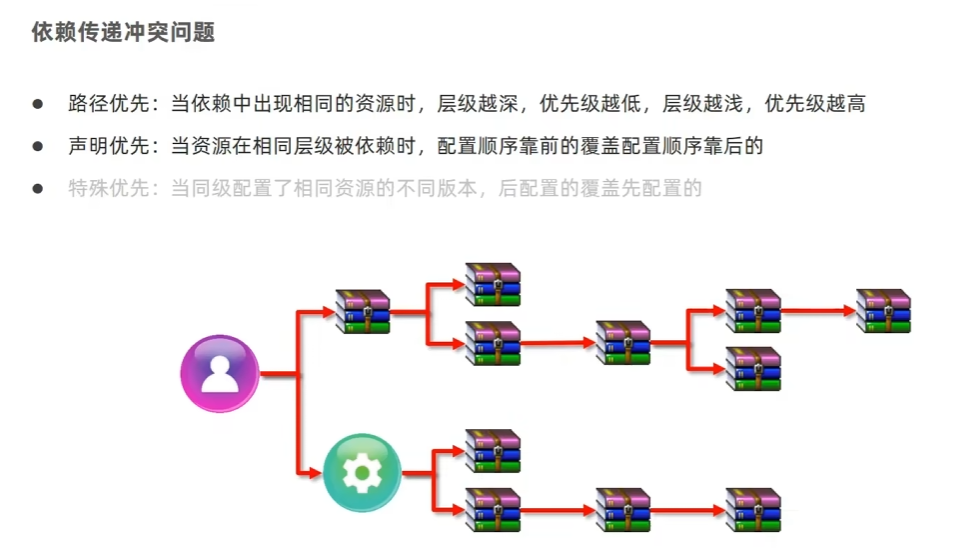 依赖传递冲突问题
● 路径优先：当依赖中出现相同的资源时，层级越深，优先级越低，层级越浅，优先级越高
● 声明优先：当资源在相同层级被依赖时，配置顺序靠前的覆盖配置顺序靠后的
● 特殊优先：当同级配置了相同资源的不同版本，后配置的覆盖先配置的